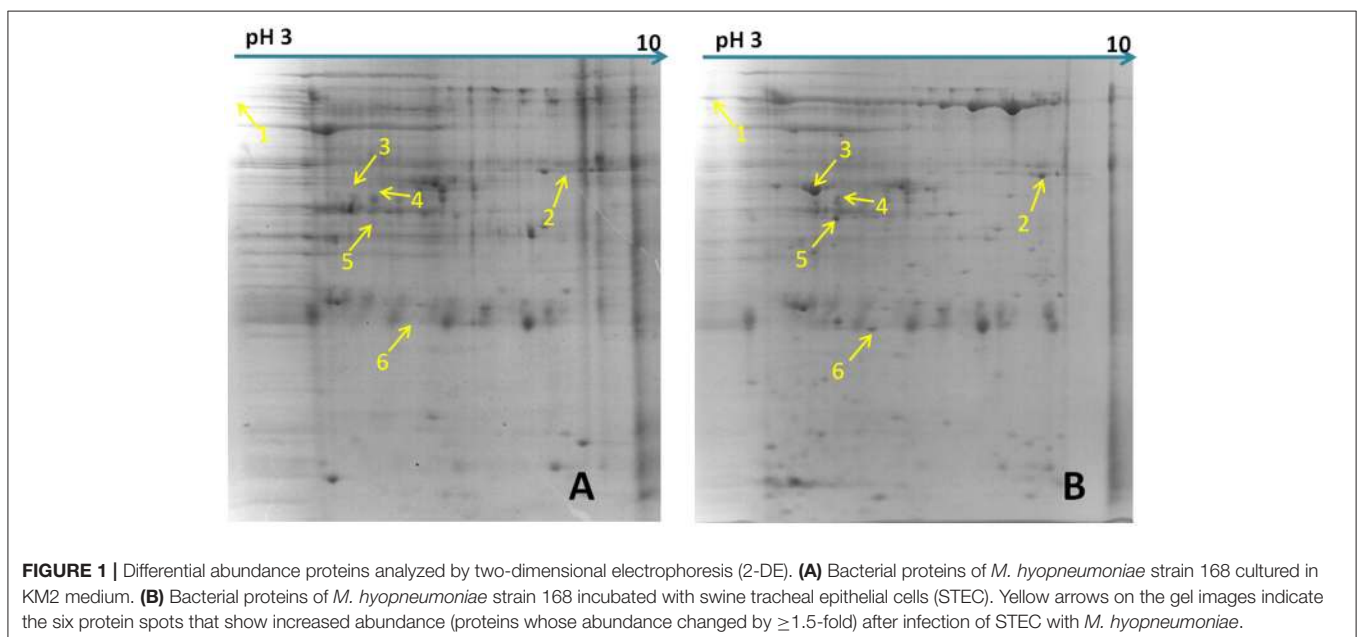 pH 3 10
1
3
4
2
5
6
A
pH 3 10
1
3
4
2
5
6
B
FIGURE 1 | Differential abundance proteins analyzed by two-dimensional electrophoresis (2-DE). (A) Bacterial proteins of M. hyopneumoniae strain 168 cultured in
KM2 medium. (B) Bacterial proteins of M. hyopneumoniae strain 168 incubated with swine tracheal epithelial cells (STEC). Yellow arrows on the gel images indicate
the six protein spots that show increased abundance (proteins whose abundance changed by ≥1.5-fold) after infection of STEC with M. hyopneumoniae.